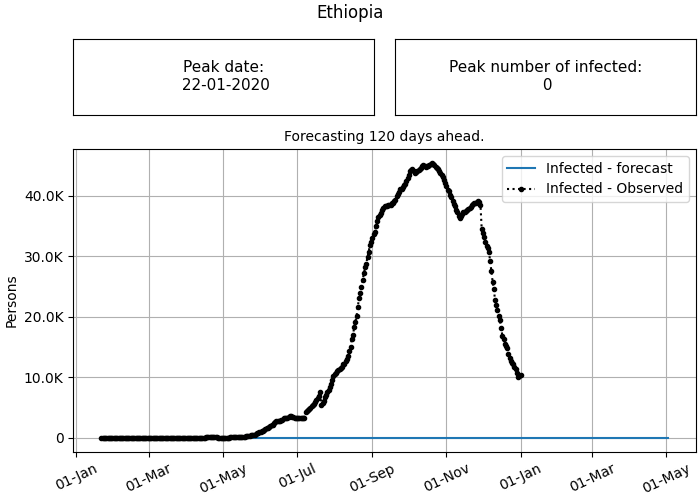 Ethiopia
Peak date:
22-01-2020
Peak number of infected:
0
Forecasting 120 days ahead.
Infected - forecast
Infected - Observed
Persons
40.0K
30.0K
20.0K
10.0K
0
01-Jan
01-Mar
01-May
01-Jul
01-Sep
01-Nov
01-Jan
01-Mar
01-May